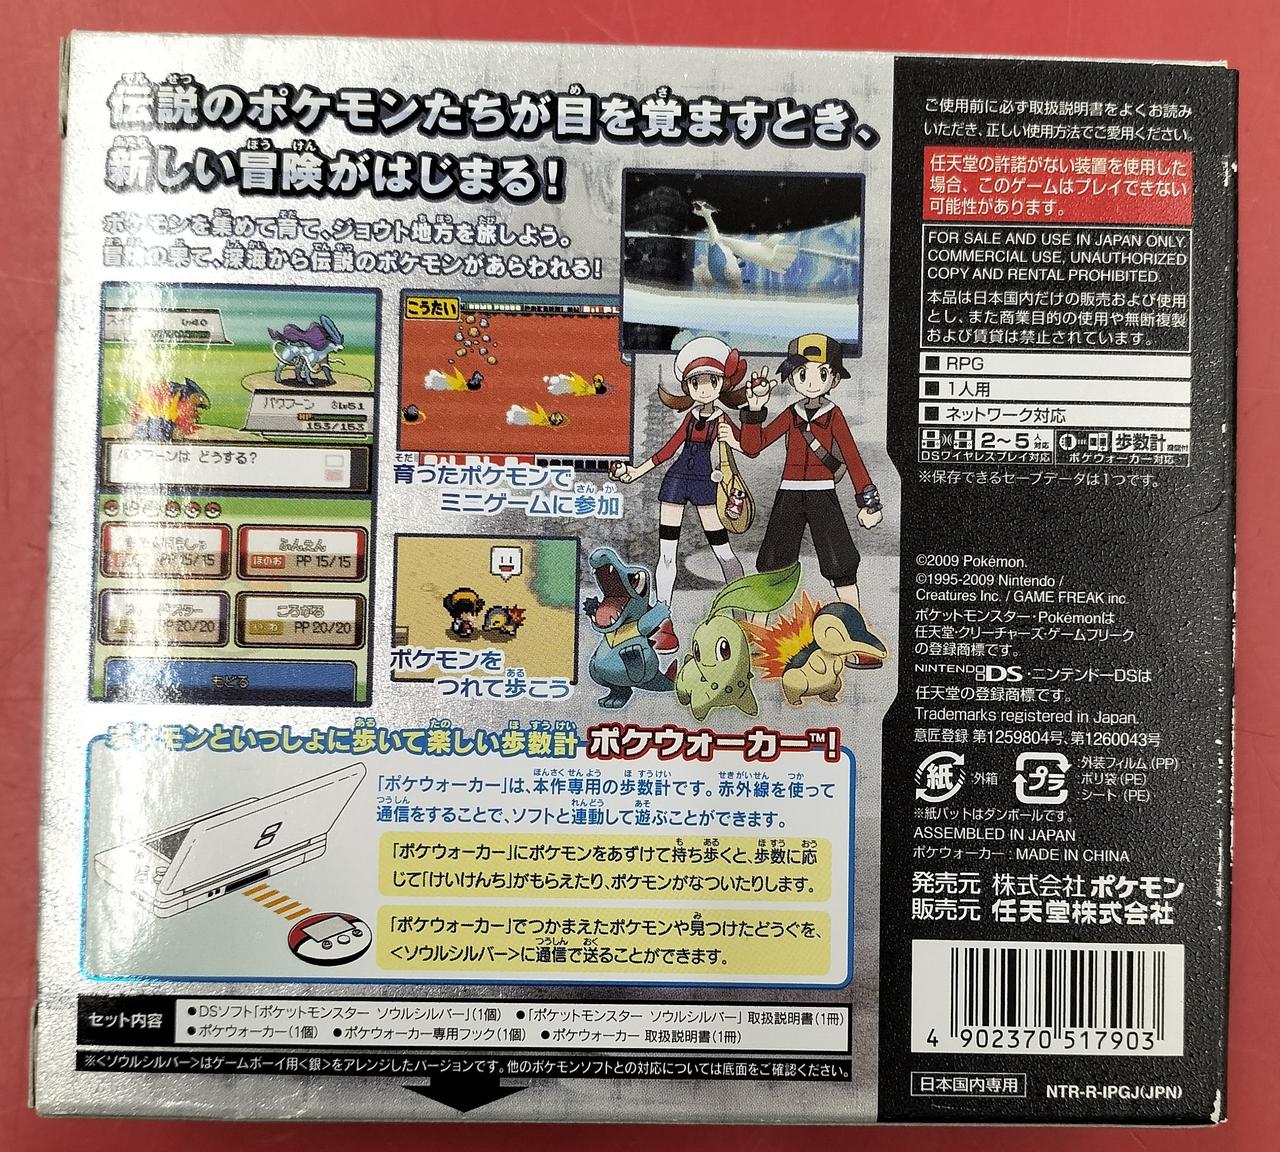 伝説のポケモンたちが目を覚ますとき、
新しい冒険がはじまる！
ポケモンを集めて育て、ジョウト地方を旅しよう。
冒険の果て、深海から伝説のポケモンがあらわれる！
Lv40
バクフーン ♂Lv51
HP
153/153
バクフーンは どうする？
PP 15/15
ふんえん
ほのお PP 15/15
PP 20/20
ころがる
いわ PP 20/20
もどる
こうたい
育ったポケモンで
ミニゲームに参加
ポケモンを
つれて歩こう
ポケモンといっしょに歩いて楽しい歩数計 ポケウォーカー™！
「ポケウォーカー」は、本作専用の歩数計です。赤外線を使って
通信をすることで、ソフトと連動して遊ぶことができます。
「ポケウォーカー」にポケモンをあずけて持ち歩くと、歩数に応
じて「けいけんち」がもらえたり、ポケモンがなついたりします。
「ポケウォーカー」でつかまえたポケモンや見つけたどうぐを、
＜ソウルシルバー＞に通信で送ることができます。
セット内容
●DSソフト「ポケットモンスター ソウルシルバー」（1個） ●「ポケットモンスター ソウルシルバー」取扱説明書（1冊）
●ポケウォーカー（1個） ●ポケウォーカー専用フック（1個） ●ポケウォーカー 取扱説明書（1冊）
※＜ソウルシルバー＞はゲームボーイ用＜銀＞をアレンジしたバージョンです。他のポケモンソフトとの対応については底面をご確認ください。
ご使用前に必ず取扱説明書をよくお読み
いただき、正しい使用方法でご愛用ください。
任天堂の許諾がない装置を使用した
場合、このゲームはプレイできない
可能性があります。
FOR SALE AND USE IN JAPAN ONLY
COMMERCIAL USE, UNAUTHORIZED
COPY AND RENTAL PROHIBITED.
本品は日本国内だけの販売および使用
とし、また商業目的の使用や無断複製
および賃貸は禁止されています。
■ RPG
■ 1人用
■ ネットワーク対応
2〜5人対応
DSワイヤレスプレイ対応
歩数計機能付
ポケウォーカー対応
※保存できるセーブデータは1つです。
©2009 Pokémon.
©1995-2009 Nintendo /
Creatures Inc. / GAME FREAK inc.
ポケットモンスター・Pokemonは
任天堂・クリーチャーズ・ゲームフリーク
の登録商標です。
NINTENDO DS・ニンテンドーDSは
任天堂の登録商標です。
Trademarks registered in Japan.
意匠登録 第1259804号、第1260043号
紙 :外箱
プラ :外装フィルム (PP)
ポリ袋 (PE)
シート (PE)
※紙パットはダンボールです。
ASSEMBLED IN JAPAN
ポケウォーカー : MADE IN CHINA
発売元 株式会社ポケモン
販売元 任天堂株式会社
4 902370 517903
日本国内専用
NTR-R-IPGJ(JPN)